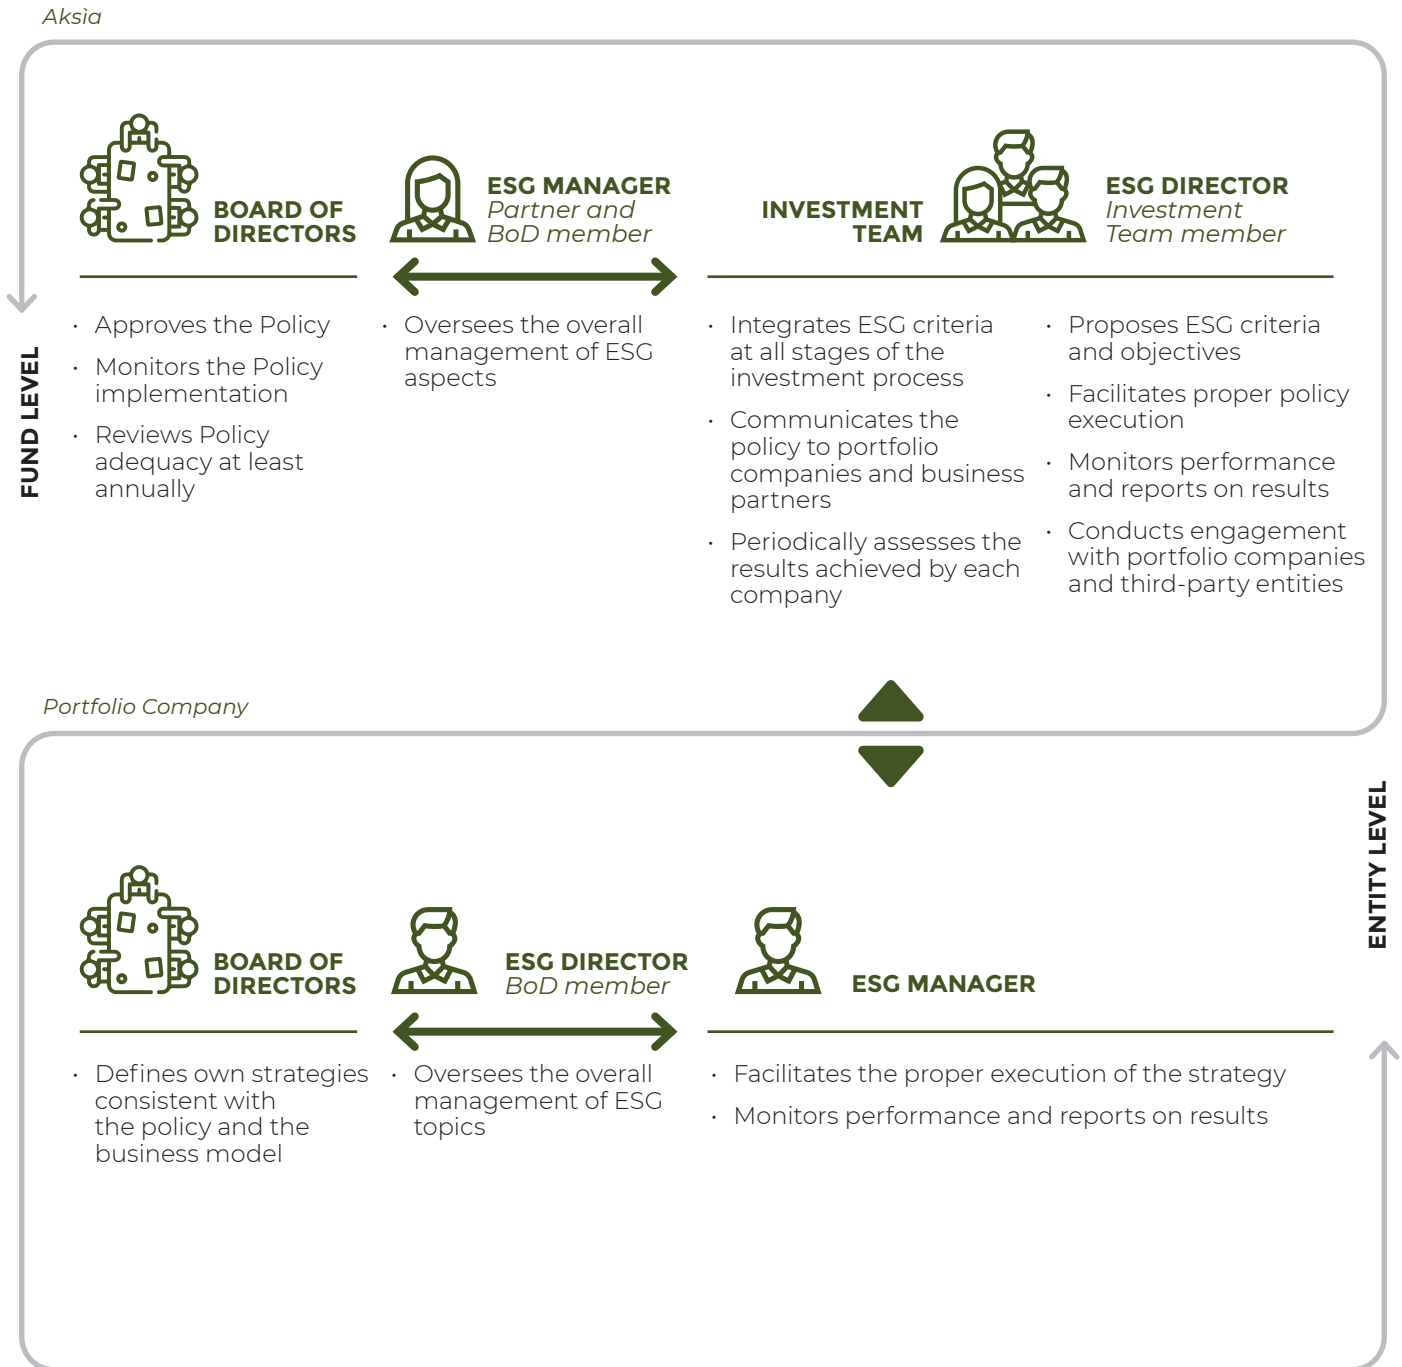 Aksìa
FUND LEVEL
BOARD OF
DIRECTORS
· Approves the Policy
· Monitors the Policy
implementation
· Reviews Policy
adequacy at least
annually
ESG MANAGER
Partner and
BoD member
· Oversees the overall
management of ESG
aspects
INVESTMENT
TEAM
· Integrates ESG criteria
at all stages of the
investment process
· Communicates the
policy to portfolio
companies and business
partners
· Periodically assesses the
results achieved by each
company
ESG DIRECTOR
Investment
Team member
· Proposes ESG criteria
and objectives
· Facilitates proper policy
execution
· Monitors performance
and reports on results
· Conducts engagement
with portfolio companies
and third-party entities
Portfolio Company
ENTITY LEVEL
BOARD OF
DIRECTORS
· Defines own strategies
consistent with
the policy and the
business model
ESG DIRECTOR
BoD member
· Oversees the overall
management of ESG
topics
ESG MANAGER
· Facilitates the proper execution of the strategy
· Monitors performance and reports on results